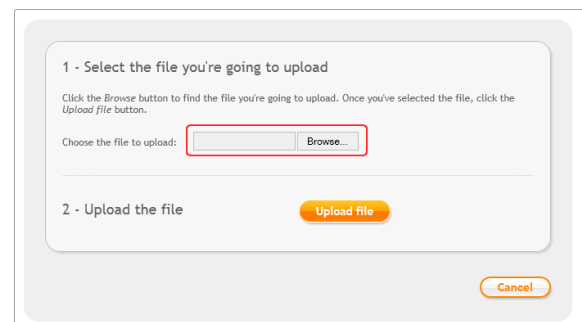 1 - Select the file you're going to upload
Click the Browse button to find the file you're going to upload. Once you've selected the file, click the
Upload file button.
Choose the file to upload: Browse...
2 - Upload the file Upload file
Cancel